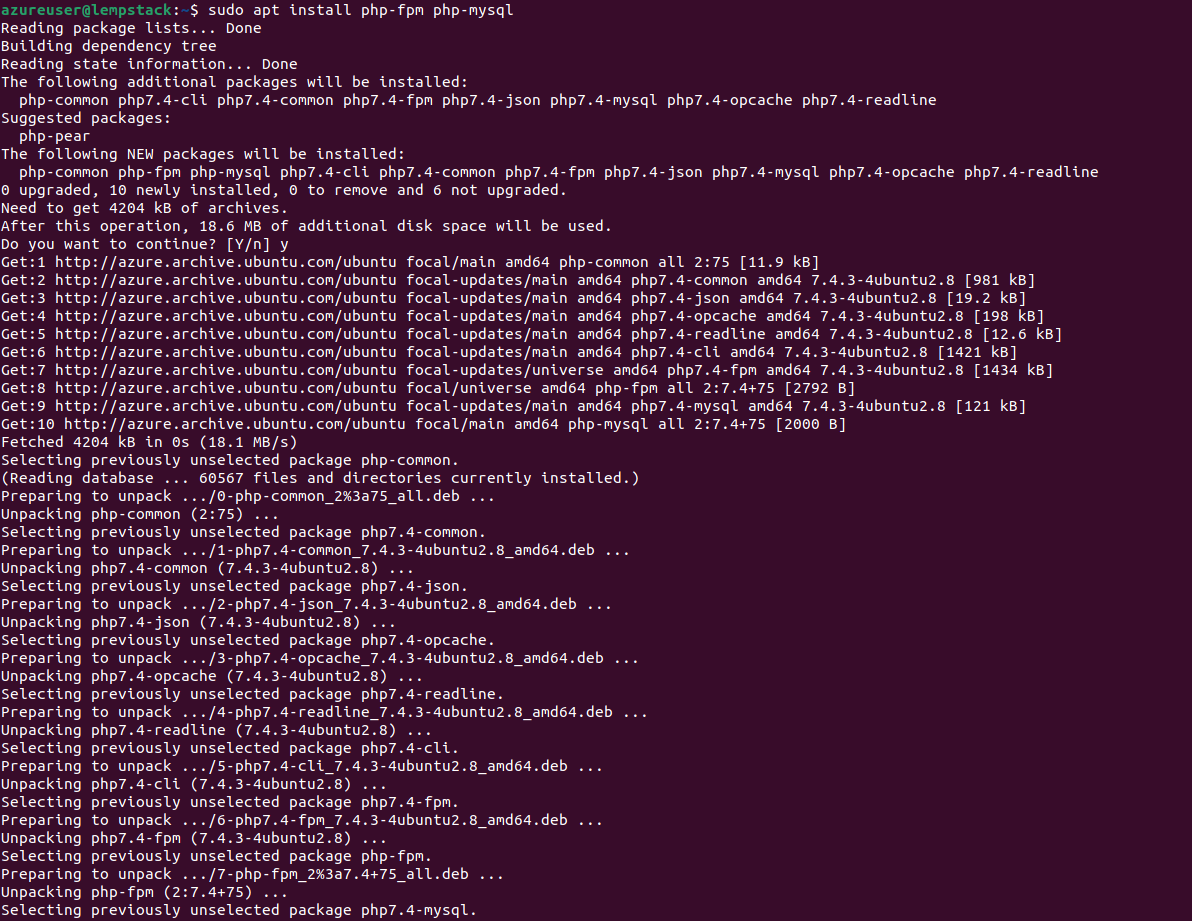 azureuser@lempstack:~$ sudo apt install php-fpm php-mysql
Reading package lists... Done
Building dependency tree
Reading state information... Done
The following additional packages will be installed:
  php-common php7.4-cli php7.4-common php7.4-fpm php7.4-json php7.4-mysql php7.4-opcache php7.4-readline
Suggested packages:
  php-pear
The following NEW packages will be installed:
  php-common php-fpm php-mysql php7.4-cli php7.4-common php7.4-fpm php7.4-json php7.4-mysql php7.4-opcache php7.4-readline
0 upgraded, 10 newly installed, 0 to remove and 6 not upgraded.
Need to get 4204 kB of archives.
After this operation, 18.6 MB of additional disk space will be used.
Do you want to continue? [Y/n] y
Get:1 http://azure.archive.ubuntu.com/ubuntu focal/main amd64 php-common all 2:75 [11.9 kB]
Get:2 http://azure.archive.ubuntu.com/ubuntu focal-updates/main amd64 php7.4-common amd64 7.4.3-4ubuntu2.8 [981 kB]
Get:3 http://azure.archive.ubuntu.com/ubuntu focal-updates/main amd64 php7.4-json amd64 7.4.3-4ubuntu2.8 [19.2 kB]
Get:4 http://azure.archive.ubuntu.com/ubuntu focal-updates/main amd64 php7.4-opcache amd64 7.4.3-4ubuntu2.8 [198 kB]
Get:5 http://azure.archive.ubuntu.com/ubuntu focal-updates/main amd64 php7.4-readline amd64 7.4.3-4ubuntu2.8 [12.6 kB]
Get:6 http://azure.archive.ubuntu.com/ubuntu focal-updates/main amd64 php7.4-cli amd64 7.4.3-4ubuntu2.8 [1421 kB]
Get:7 http://azure.archive.ubuntu.com/ubuntu focal-updates/universe amd64 php7.4-fpm amd64 7.4.3-4ubuntu2.8 [1434 kB]
Get:8 http://azure.archive.ubuntu.com/ubuntu focal/universe amd64 php-fpm all 2:7.4+75 [2792 B]
Get:9 http://azure.archive.ubuntu.com/ubuntu focal-updates/main amd64 php7.4-mysql amd64 7.4.3-4ubuntu2.8 [121 kB]
Get:10 http://azure.archive.ubuntu.com/ubuntu focal/main amd64 php-mysql all 2:7.4+75 [2000 B]
Fetched 4204 kB in 0s (18.1 MB/s)
Selecting previously unselected package php-common.
(Reading database ... 60567 files and directories currently installed.)
Preparing to unpack .../0-php-common_2%3a75_all.deb ...
Unpacking php-common (2:75) ...
Selecting previously unselected package php7.4-common.
Preparing to unpack .../1-php7.4-common_7.4.3-4ubuntu2.8_amd64.deb ...
Unpacking php7.4-common (7.4.3-4ubuntu2.8) ...
Selecting previously unselected package php7.4-json.
Preparing to unpack .../2-php7.4-json_7.4.3-4ubuntu2.8_amd64.deb ...
Unpacking php7.4-json (7.4.3-4ubuntu2.8) ...
Selecting previously unselected package php7.4-opcache.
Preparing to unpack .../3-php7.4-opcache_7.4.3-4ubuntu2.8_amd64.deb ...
Unpacking php7.4-opcache (7.4.3-4ubuntu2.8) ...
Selecting previously unselected package php7.4-readline.
Preparing to unpack .../4-php7.4-readline_7.4.3-4ubuntu2.8_amd64.deb ...
Unpacking php7.4-readline (7.4.3-4ubuntu2.8) ...
Selecting previously unselected package php7.4-cli.
Preparing to unpack .../5-php7.4-cli_7.4.3-4ubuntu2.8_amd64.deb ...
Unpacking php7.4-cli (7.4.3-4ubuntu2.8) ...
Selecting previously unselected package php7.4-fpm.
Preparing to unpack .../6-php7.4-fpm_7.4.3-4ubuntu2.8_amd64.deb ...
Unpacking php7.4-fpm (7.4.3-4ubuntu2.8) ...
Selecting previously unselected package php-fpm.
Preparing to unpack .../7-php-fpm_2%3a7.4+75_all.deb ...
Unpacking php-fpm (2:7.4+75) ...
Selecting previously unselected package php7.4-mysql.